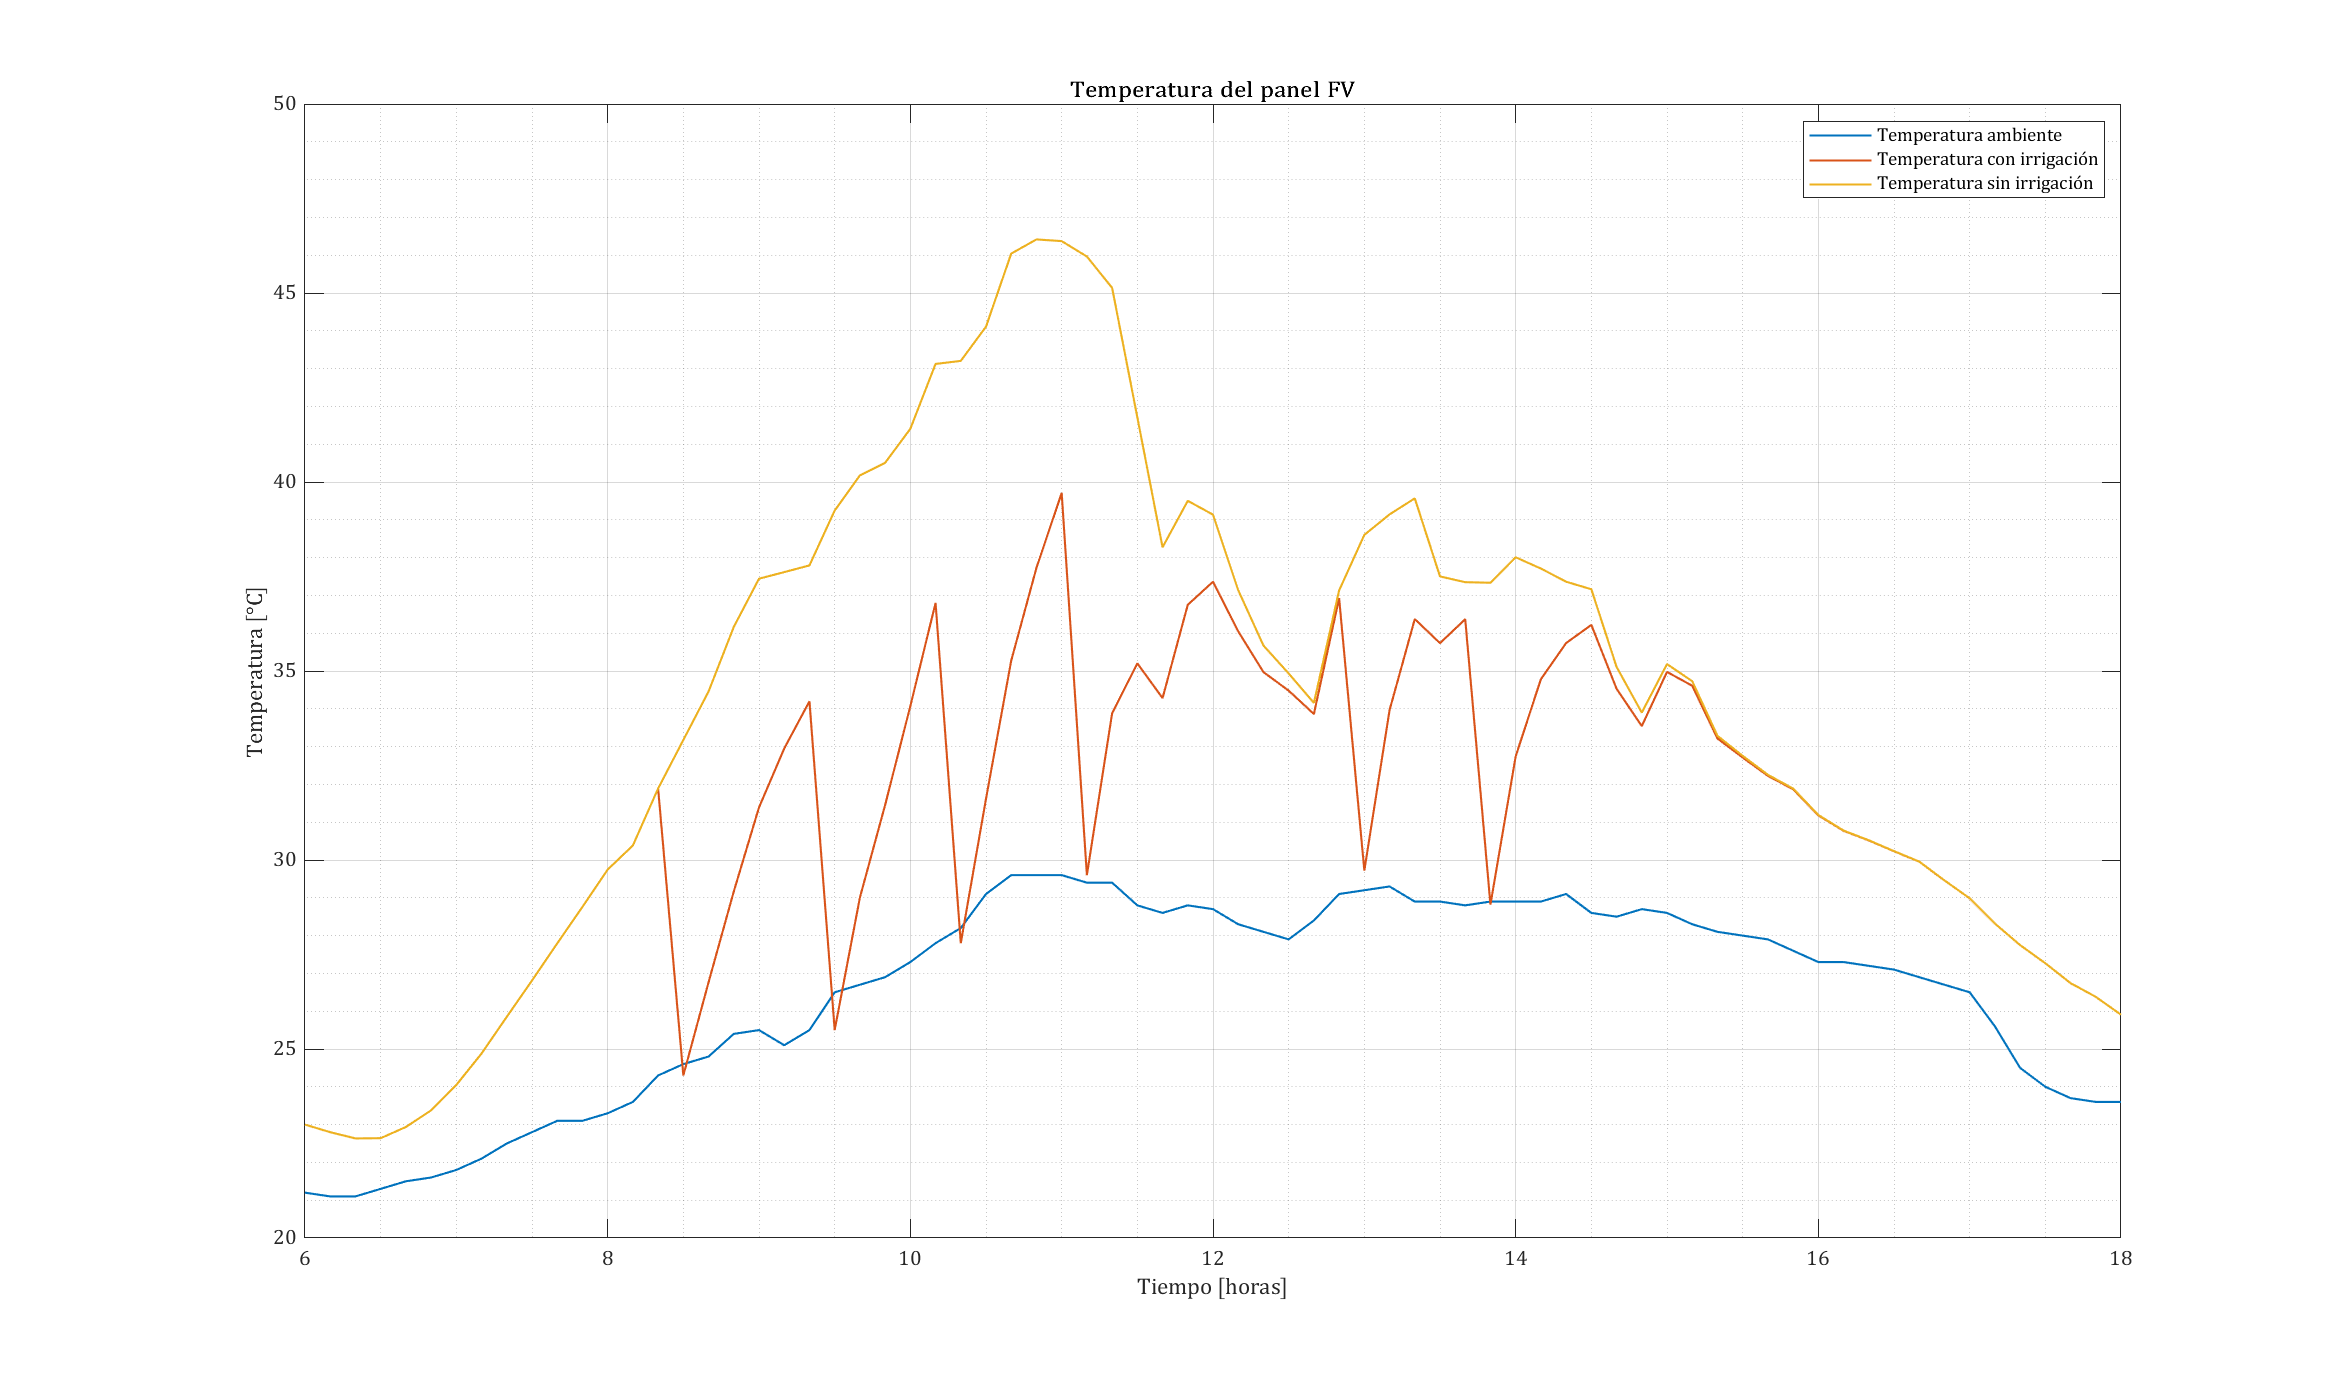 Temperatura del panel FV
50
45
40
35
30
25
20
Temperatura [°C]
6 8 10 12 14 16 18
Tiempo [horas]
Temperatura ambiente
Temperatura con irrigación
Temperatura sin irrigación